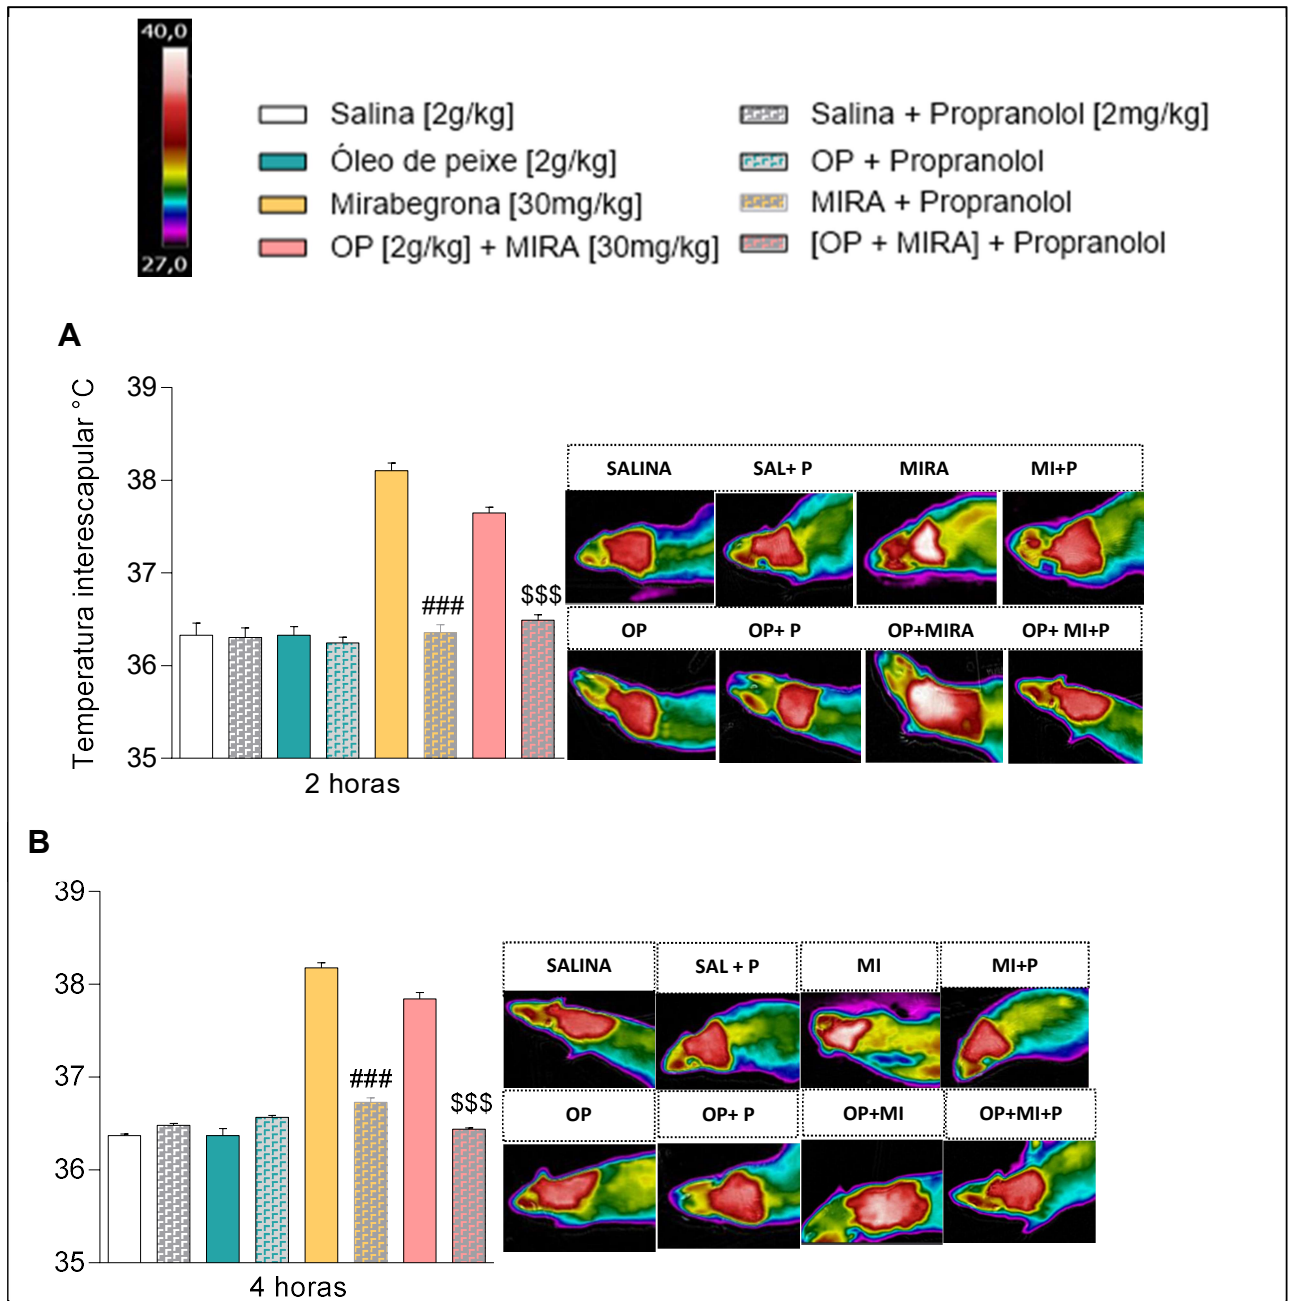 40,0
27,0
Salina [2g/kg]
Óleo de peixe [2g/kg]
Mirabegrona [30mg/kg]
OP [2g/kg] + MIRA [30mg/kg]
Salina + Propranolol [2mg/kg]
OP + Propranolol
MIRA + Propranolol
[OP + MIRA] + Propranolol
A
Temperatura interescapular °C
39
38
37
36
35
###
$$$
2 horas
SALINA SAL+ P MIRA MI+P
OP OP+ P OP+MIRA OP+ MI+P
B
39
38
37
36
35
###
$$$
4 horas
SALINA SAL + P MI MI+P
OP OP+ P OP+MI OP+MI+P